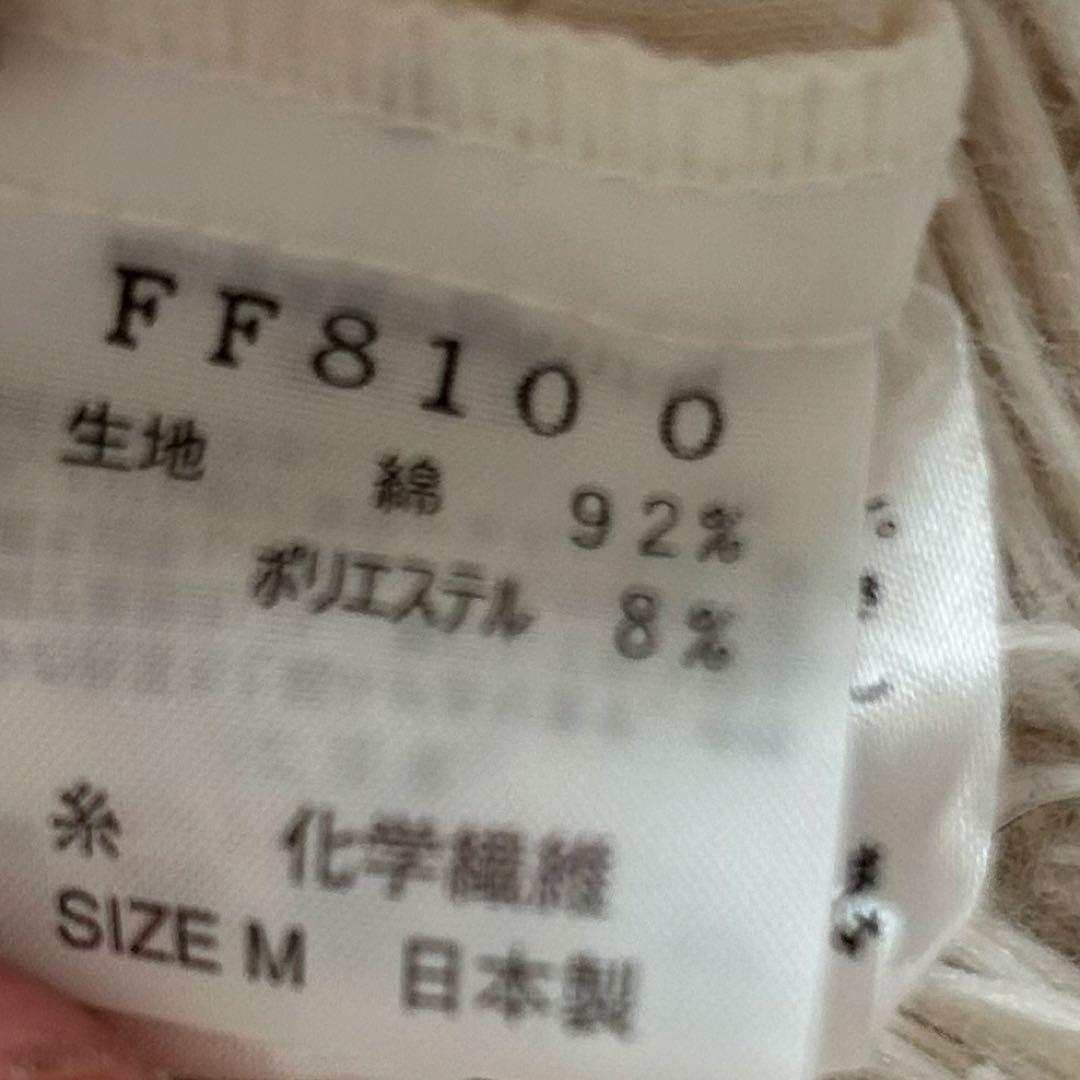 FF8100
生地 綿 92%
ポリエステル 8%
糸 化学繊維
SIZE M 日本製